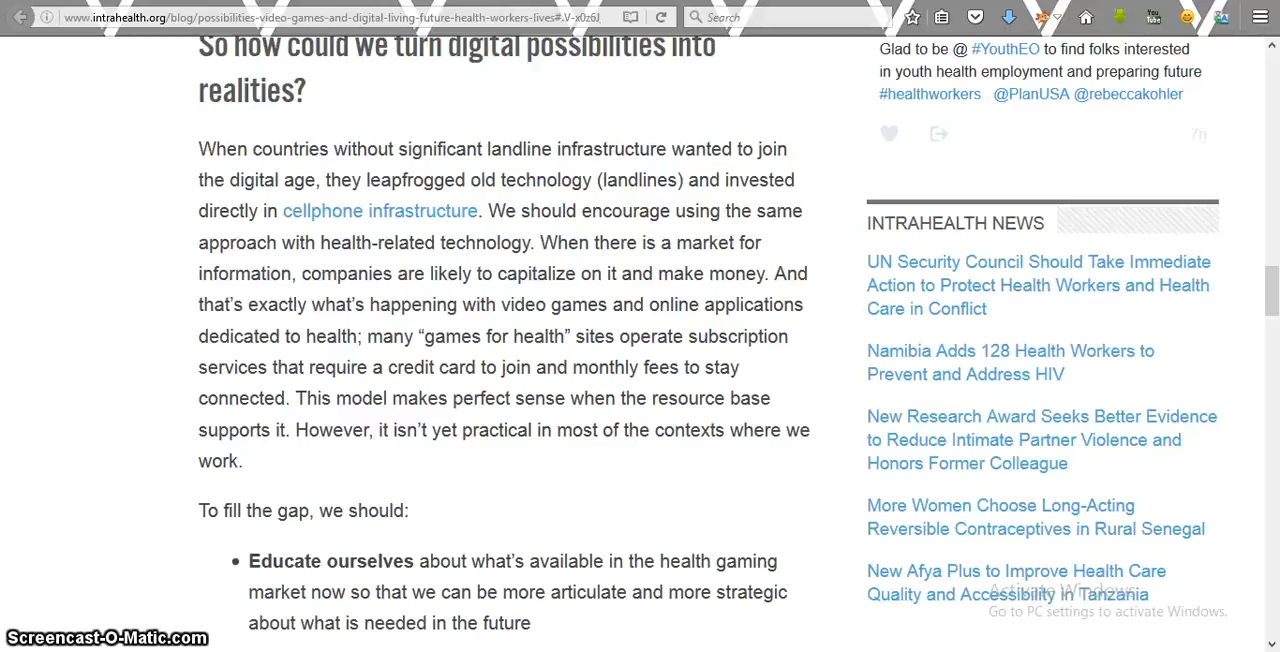 www.intrahealth.org/blog/possibilities-video-games-and-digital-living-future-health-workers-lives#.V-x0z6J
Search
You
Tube
So how could we turn digital possibilities into
realities?
When countries without significant landline infrastructure wanted to join
the digital age, they leapfrogged old technology (landlines) and invested
directly in cellphone infrastructure. We should encourage using the same
approach with health-related technology. When there is a market for
information, companies are likely to capitalize on it and make money. And
that’s exactly what’s happening with video games and online applications
dedicated to health; many “games for health” sites operate subscription
services that require a credit card to join and monthly fees to stay
connected. This model makes perfect sense when the resource base
supports it. However, it isn’t yet practical in most of the contexts where we
work.
To fill the gap, we should:
• Educate ourselves about what’s available in the health gaming
market now so that we can be more articulate and more strategic
about what is needed in the future
Glad to be @ #YouthEO to find folks interested
in youth health employment and preparing future
#healthworkers @PlanUSA @rebeccakohler
INTRAHEALTH NEWS
UN Security Council Should Take Immediate
Action to Protect Health Workers and Health
Care in Conflict
Namibia Adds 128 Health Workers to
Prevent and Address HIV
New Research Award Seeks Better Evidence
to Reduce Intimate Partner Violence and
Honors Former Colleague
More Women Choose Long-Acting
Reversible Contraceptives in Rural Senegal
New Afya Plus to Improve Health Care
Quality and Accessibility in Tanzania
Activate Windows
Go to PC settings to activate Windows.
Screencast-O-Matic.com